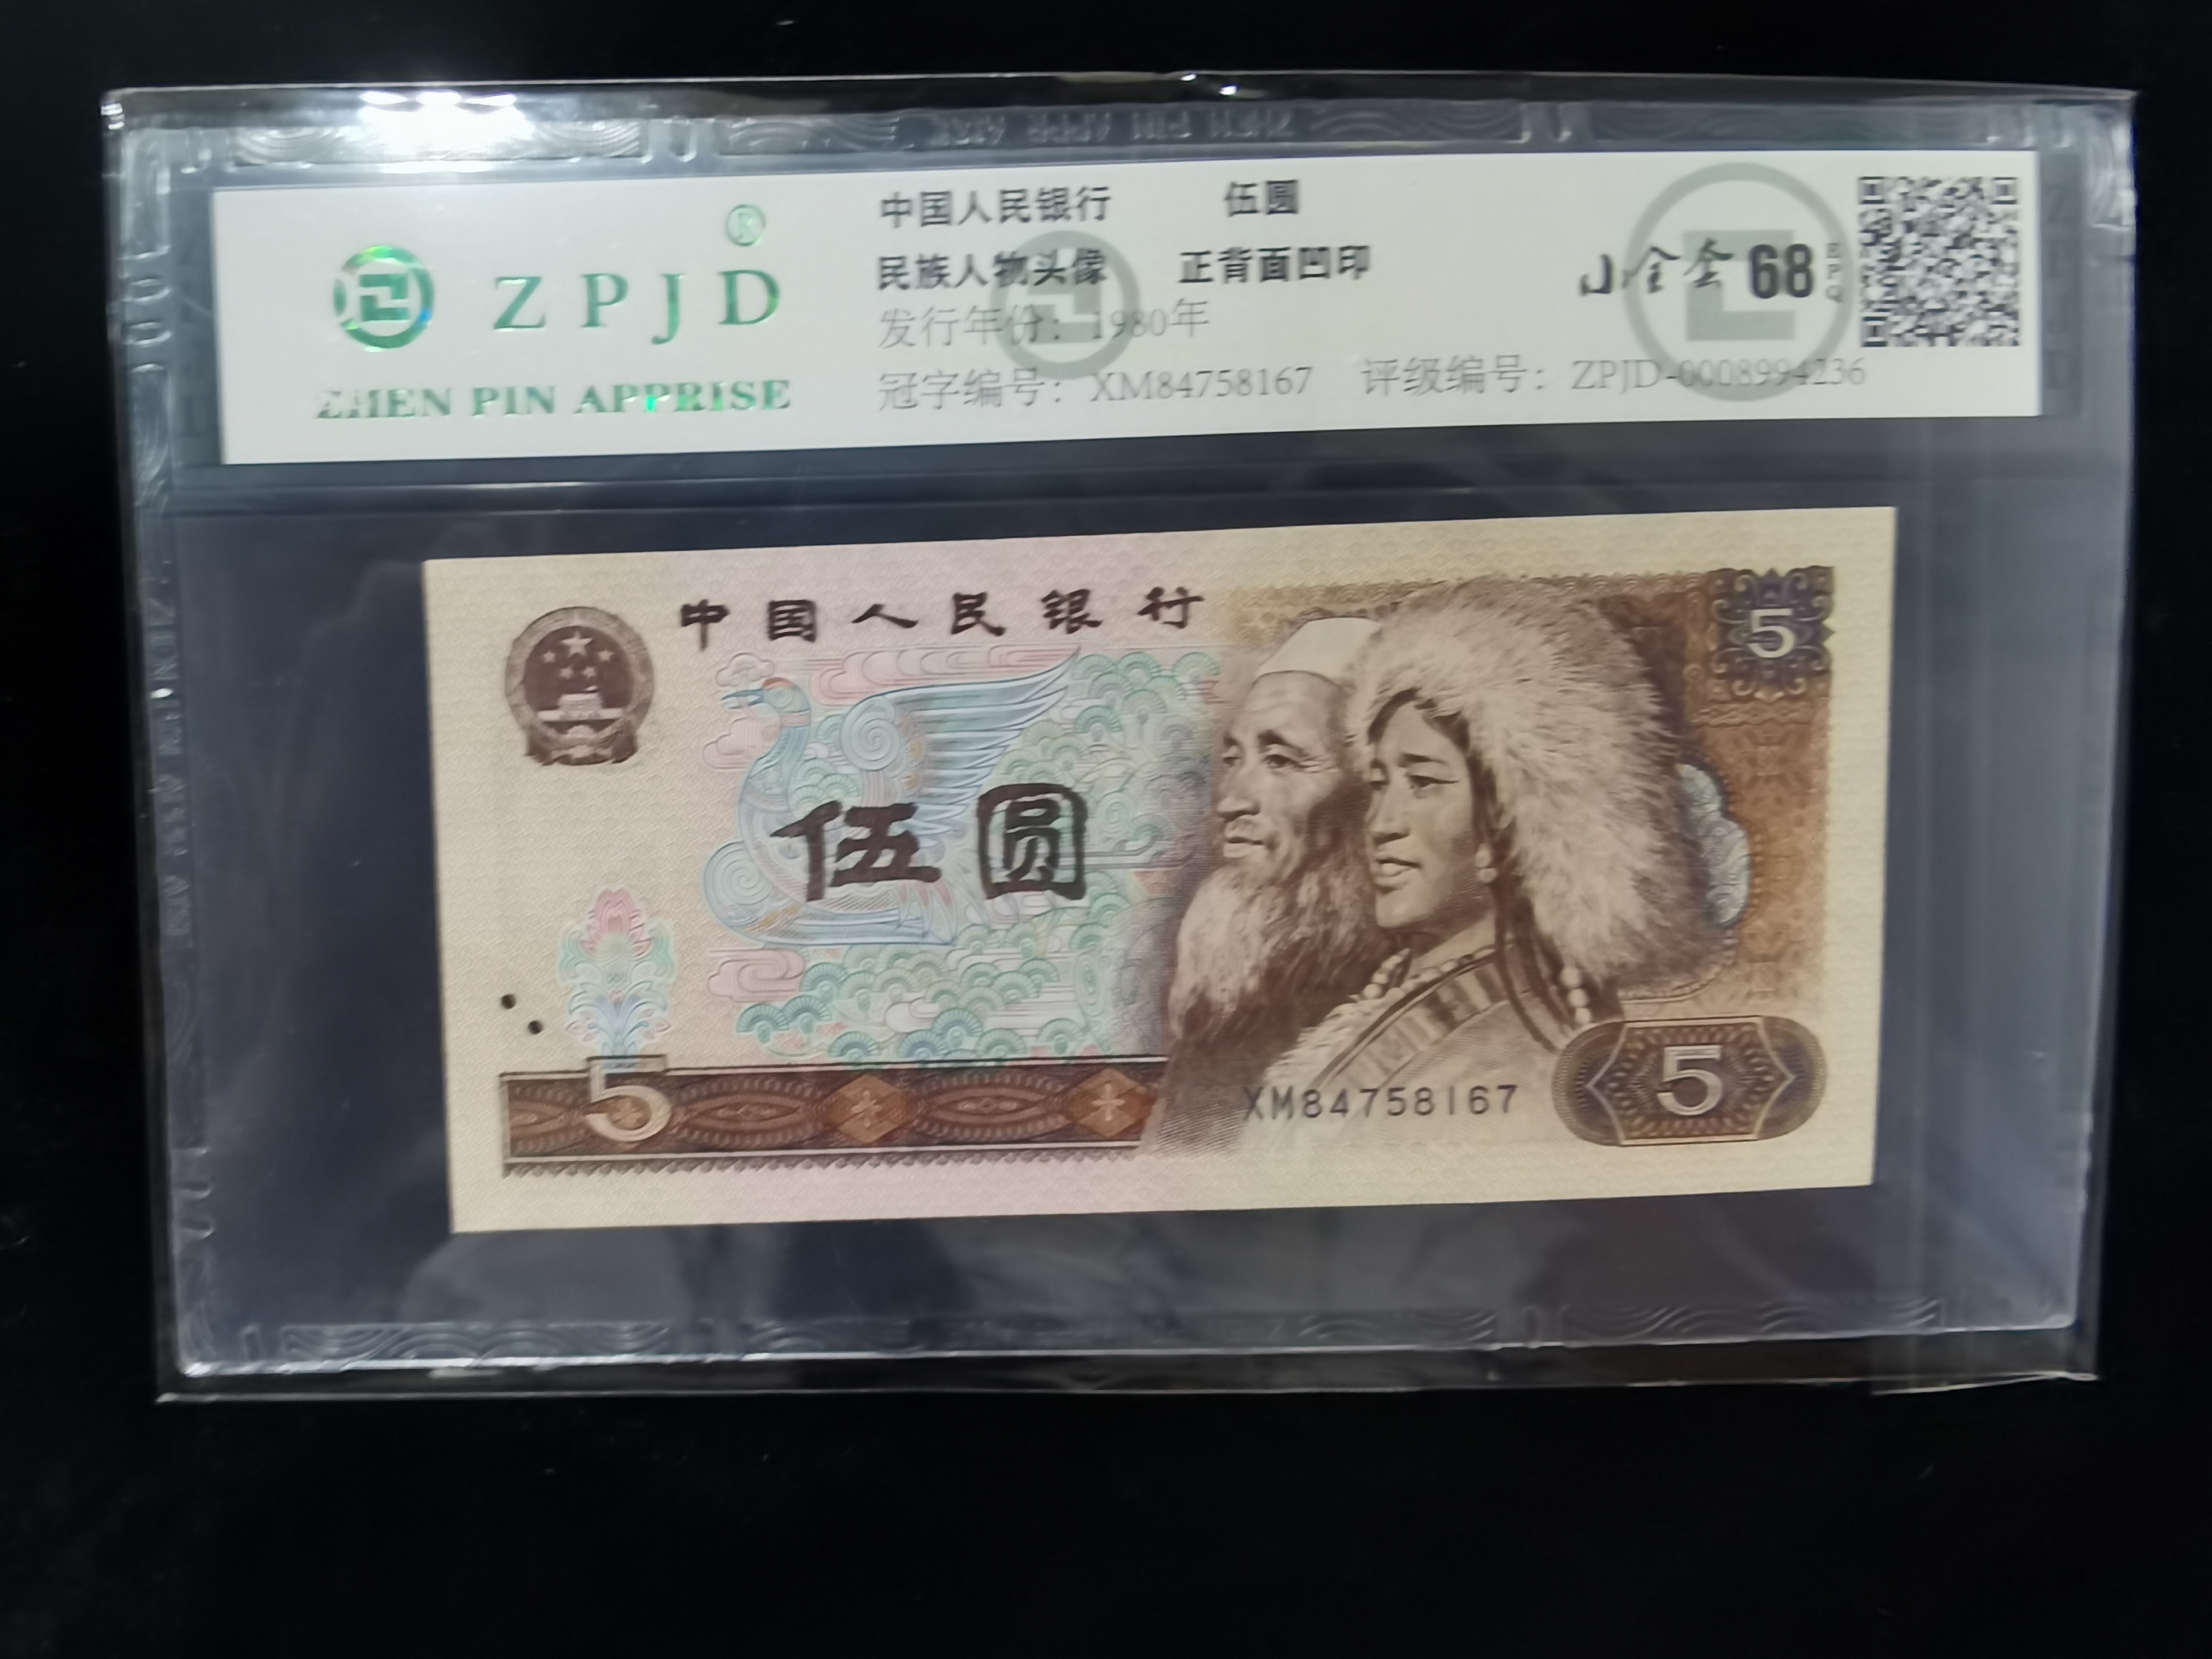 中国人民银行 伍圆
民族人物头像 正背面凹印
发行年份：1980年
冠字编号：XM84758167 评级编号：ZPJD-0008994236
®
ZPJD
ZHEN PIN APPRISE
小全套 68 EPQ
中国人民银行
5
伍圆
5
XM84758167
5